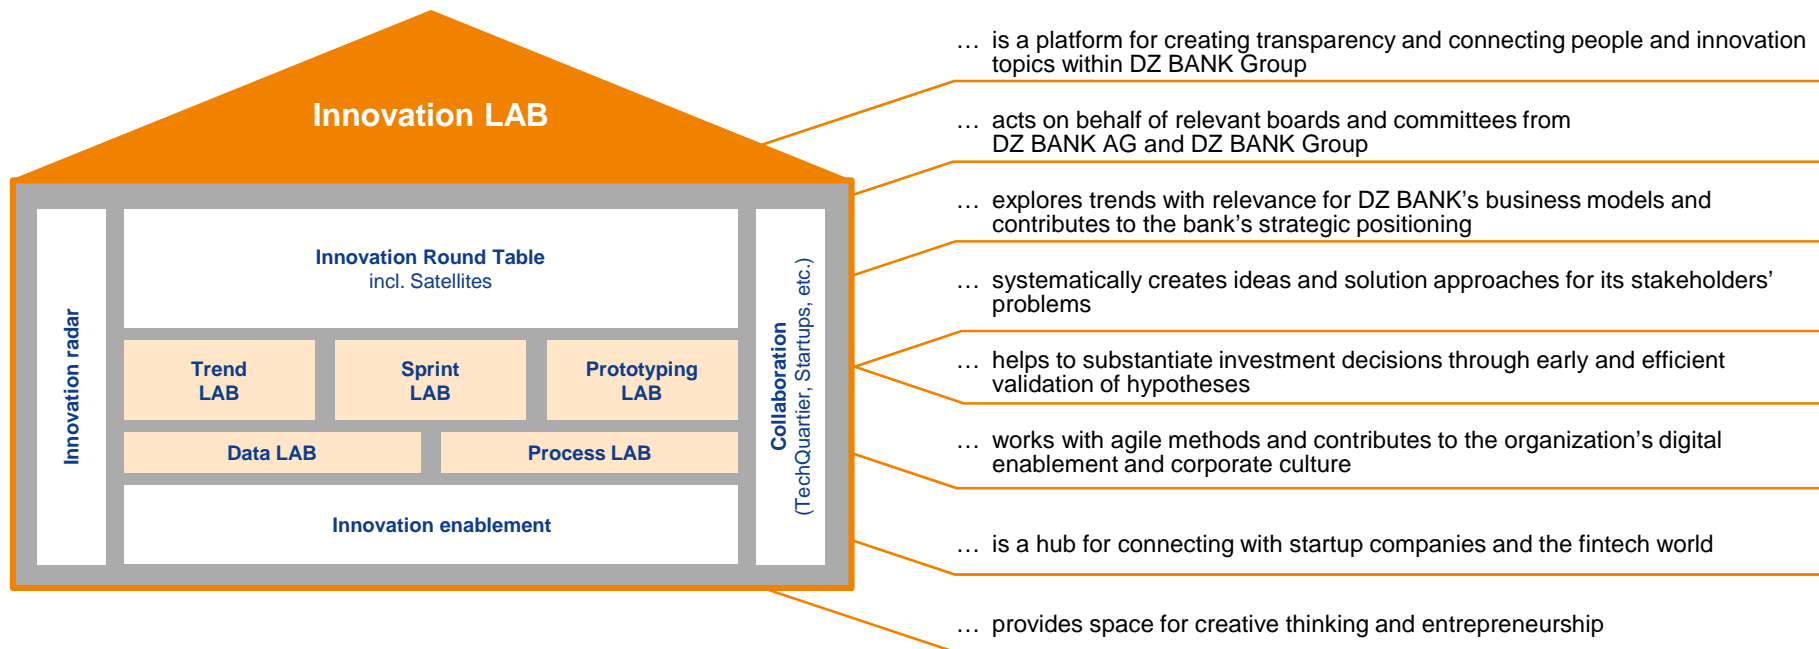 Innovation LAB
Innovation radar
Innovation Round Table
incl. Satellites
Trend
LAB
Sprint
LAB
Prototyping
LAB
Data LAB
Process LAB
Innovation enablement
Collaboration
(TechQuartier, Startups, etc.)
… is a platform for creating transparency and connecting people and innovation
topics within DZ BANK Group
… acts on behalf of relevant boards and committees from
DZ BANK AG and DZ BANK Group
… explores trends with relevance for DZ BANK’s business models and
contributes to the bank’s strategic positioning
… systematically creates ideas and solution approaches for its stakeholders’
problems
… helps to substantiate investment decisions through early and efficient
validation of hypotheses
… works with agile methods and contributes to the organization’s digital
enablement and corporate culture
… is a hub for connecting with startup companies and the fintech world
… provides space for creative thinking and entrepreneurship